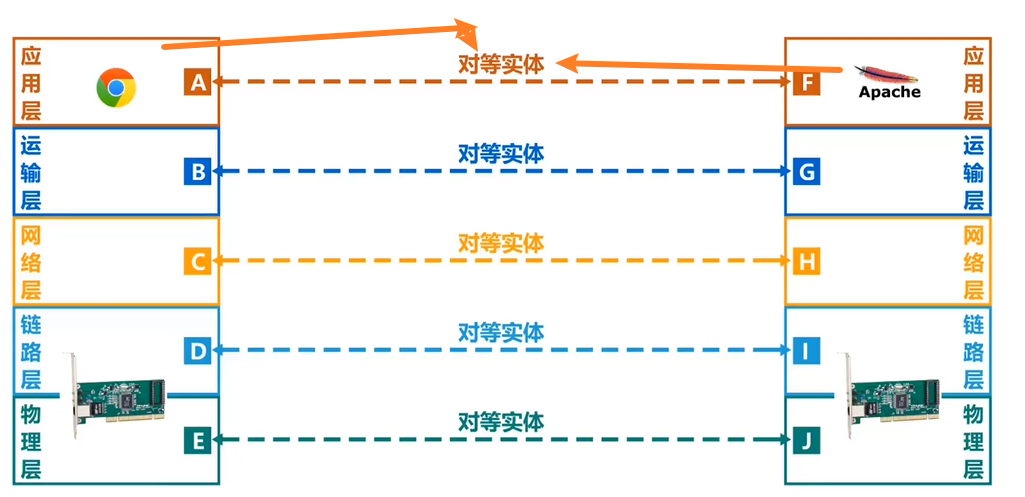 应用层 A 对等实体 F Apache 应用层
运输层 B 对等实体 G 运输层
网络层 C 对等实体 H 网络层
链路层 D 对等实体 I 链路层
物理层 E 对等实体 J 物理层